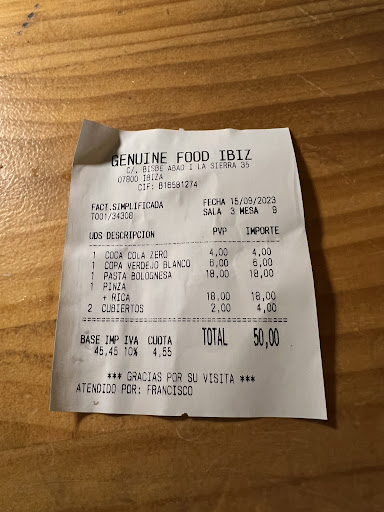 GENUINE FOOD IBIZ
C/. BISBE ABAD I LA SIERRA 35
07800 IBIZA
CIF: B16581274
FACT.SIMPLIFICADA FECHA 15/09/2023
T001/34308 SALA 3 MESA 8
UDS DESCRIPCION PVP IMPORTE
1 COCA COLA ZERO 4,00 4,00
1 COPA VERDEJO BLANCO 6,00 6,00
1 PASTA BOLOGNESA 18,00 18,00
1 PINZA
+ RICA 18,00 18,00
2 CUBIERTOS 2,00 4,00
BASE IMP IVA CUOTA TOTAL 50,00
45,45 10% 4,55
*** GRACIAS POR SU VISITA ***
ATENDIDO POR: FRANCISCO